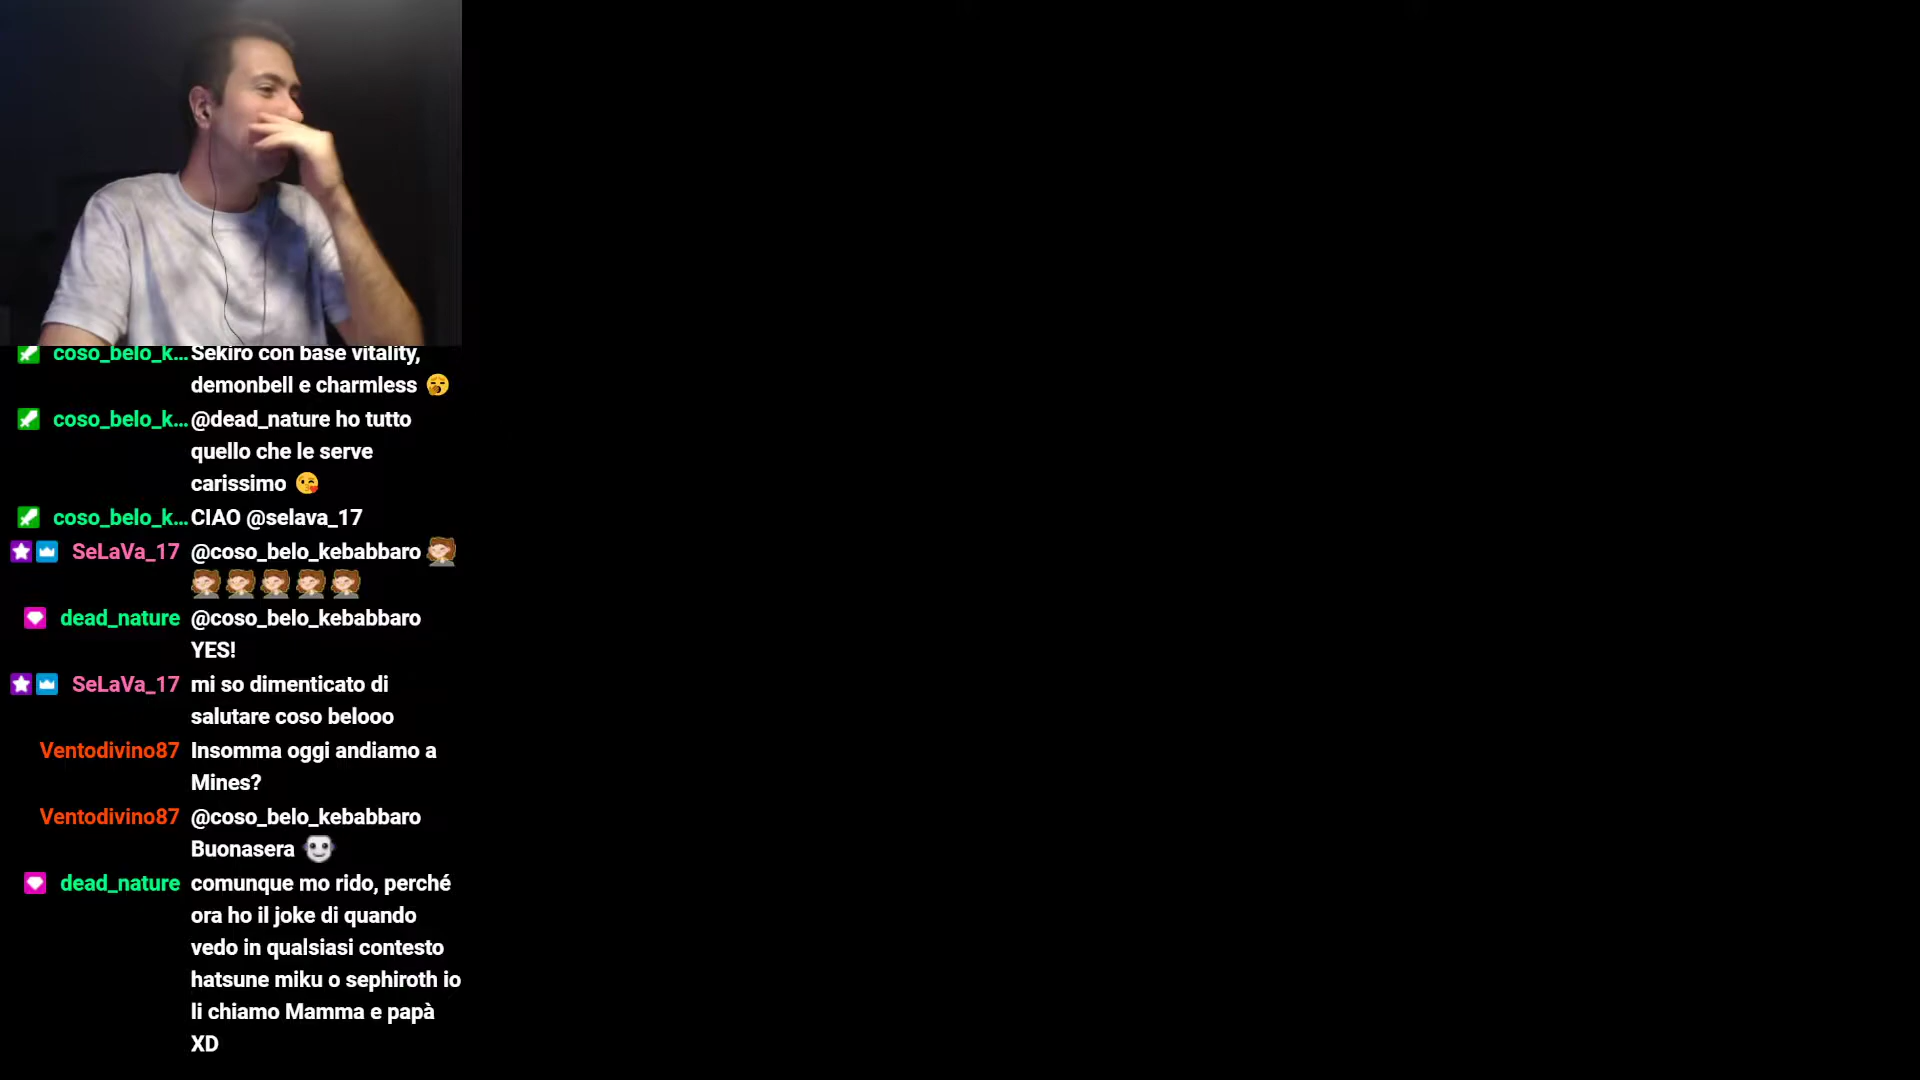 coso_belo_k... Sekiro con base vitality,
demonbell e charmless
coso_belo_k... @dead_nature ho tutto
quello che le serve
carissimo
coso_belo_k... CIAO @selava_17
SeLaVa_17 @coso_belo_kebabbaro
dead_nature @coso_belo_kebabbaro
YES!
SeLaVa_17 mi so dimenticato di
salutare coso belooo
Ventodivino87 Insomma oggi andiamo a
Mines?
Ventodivino87 @coso_belo_kebabbaro
Buonasera
dead_nature comunque mo rido, perché
ora ho il joke di quando
vedo in qualsiasi contesto
hatsune miku o sephiroth io
li chiamo Mamma e papà
XD